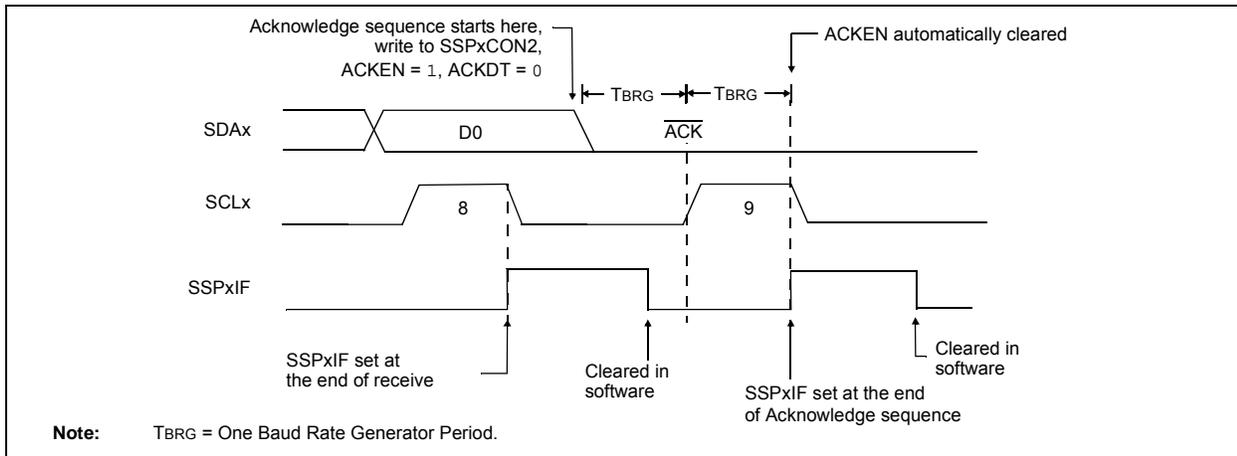 Acknowledge sequence starts here,
write to SSPxCON2,
ACKEN = 1, ACKDT = 0
ACKEN automatically cleared
TBRG
TBRG
SDAx
D0
ACK
SCLx
8
9
SSPxIF
SSPxIF set at
the end of receive
Cleared in
software
SSPxIF set at the end
of Acknowledge sequence
Cleared in
software
Note: TBRG = One Baud Rate Generator Period.